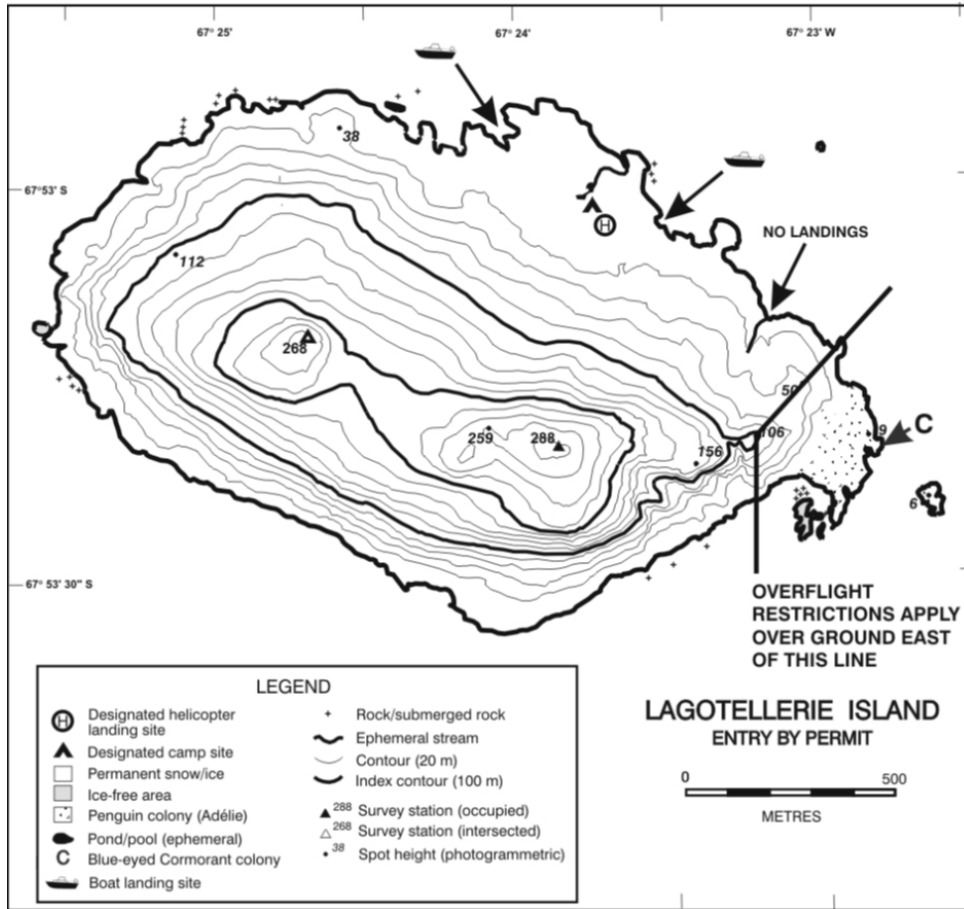 67° 25'
67° 24'
67° 23' W
38
67° 53' S
H
NO LANDINGS
112
268
50
259
288
106
9
C
156
6
67° 53' 30" S
OVERFLIGHT
RESTRICTIONS APPLY
OVER GROUND EAST
OF THIS LINE
LEGEND
H Designated helicopter
landing site
Designated camp site
Permanent snow/ice
Ice-free area
Penguin colony (Adélie)
Pond/pool (ephemeral)
C Blue-eyed Cormorant colony
Boat landing site
Rock/submerged rock
Ephemeral stream
Contour (20 m)
Index contour (100 m)
288 Survey station (occupied)
268 Survey station (intersected)
38 Spot height (photogrammetric)
LAGOTELLERIE ISLAND
ENTRY BY PERMIT
0 500
METRES